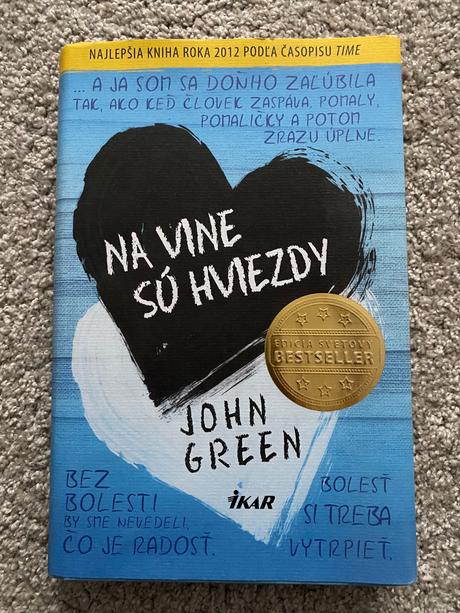 NAJLEPŠIA KNIHA ROKA 2012 PODĽA ČASOPISU TIME
... A JA SOM SA DOŇHO ZAĽÚBILA
TAK, AKO KEĎ ČLOVEK ZASPÁVA. POMALY,
POMALIČKY A POTOM
ZRAZU ÚPLNE.
NA VINE
SÚ HVIEZDY
EDÍCIA SVETOVÝ
BESTSELLER
JOHN
GREEN
BEZ
BOLESTI
BY SME NEVEDELI,
ČO JE RADOSŤ.
IKAR
BOLESŤ
SI TREBA
VYTRPIEŤ.